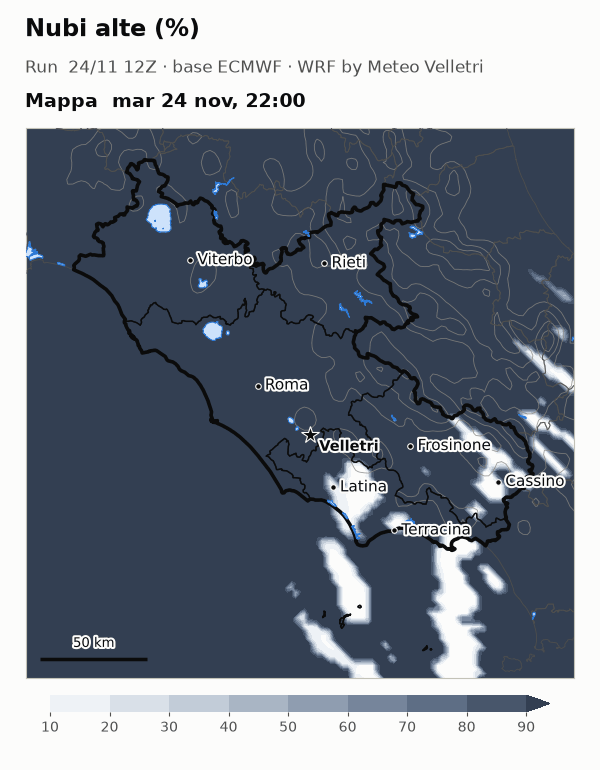 Nubi alte (%)
Run 24/11 12Z · base ECMWF · WRF by Meteo Velletri
Mappa mar 24 nov, 22:00
Viterbo
Rieti
Roma
Velletri
Frosinone
Latina
Cassino
Terracina
50 km
10 20 30 40 50 60 70 80 90